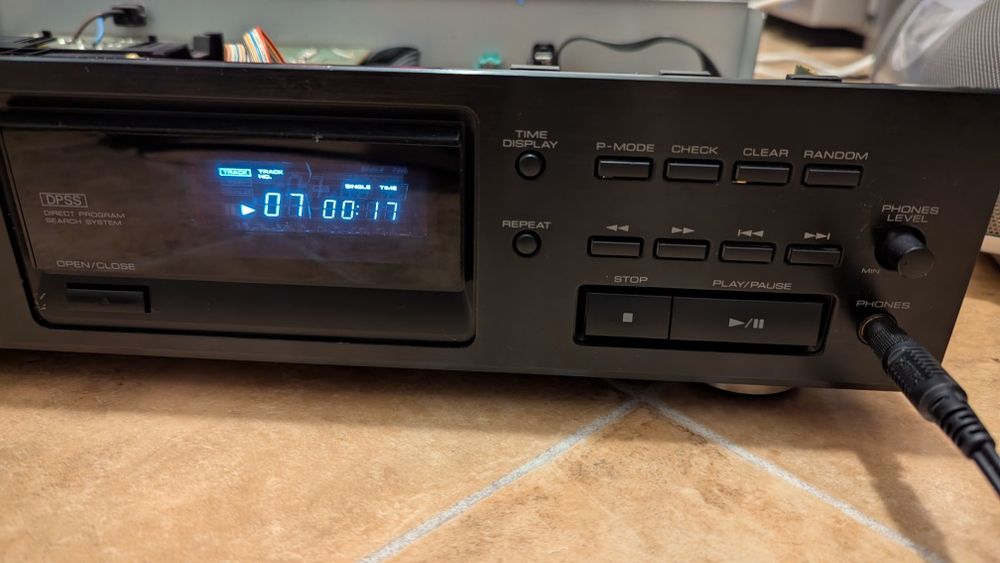 TRACK TRACK NO. SINGLE TIME
▶ 07 00:17
DPSS
DIRECT PROGRAM
SEARCH SYSTEM
OPEN/CLOSE
TIME
DISPLAY
P-MODE CHECK CLEAR RANDOM
REPEAT
STOP PLAY/PAUSE
PHONES
LEVEL
MIN
PHONES